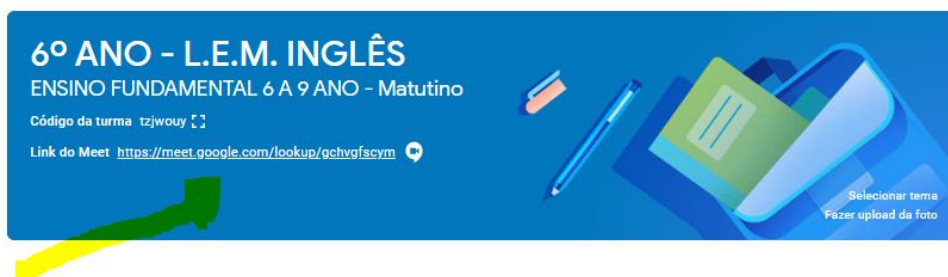 6º ANO - L.E.M. INGLÊS
ENSINO FUNDAMENTAL 6 A 9 ANO - Matutino
Código da turma tzjwouy
Link do Meet https://meet.google.com/lookup/gchvgfscym
Selecionar tema
Fazer upload da foto